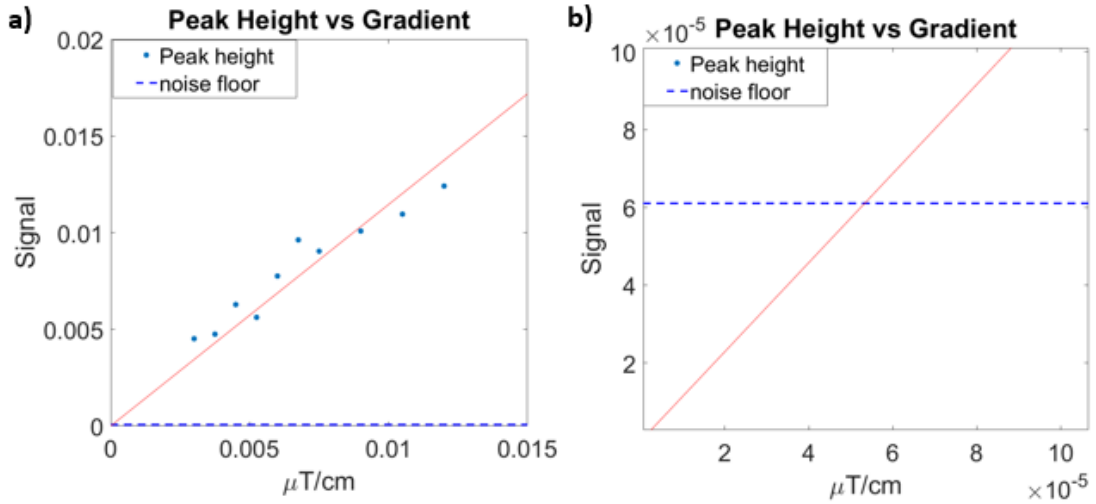 a)
Peak Height vs Gradient
Peak height
noise floor
0.02
0.015
0.01
0.005
0
Signal
0
0.005
0.01
0.015
μT/cm
b)
Peak Height vs Gradient
×10⁻⁵
Peak height
noise floor
10
8
6
4
2
Signal
2
4
6
8
10
μT/cm
×10⁻⁵